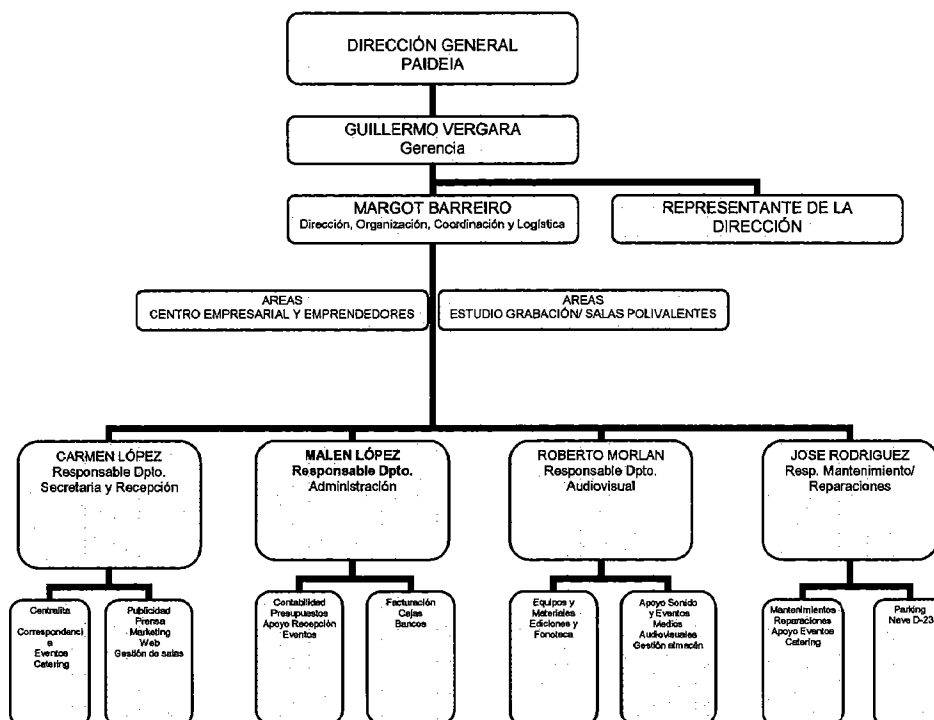 DIRECCIÓN GENERAL
PAIDEIA
GUILLERMO VERGARA
Gerencia
MARGOT BARREIRO
Dirección, Organización, Coordinación y Logística
REPRESENTANTE DE LA
DIRECCIÓN
AREAS
CENTRO EMPRESARIAL Y EMPRENDEDORES
AREAS
ESTUDIO GRABACIÓN/ SALAS POLIVALENTES
CARMEN LÓPEZ
Responsable Dpto.
Secretaria y Recepción
MALEN LÓPEZ
Responsable Dpto.
Administración
ROBERTO MORLAN
Responsable Dpto.
Audiovisual
JOSE RODRIGUEZ
Resp. Mantenimiento/
Reparaciones
Centralita
Correspondenci
a
Eventos
Catering
Publicidad
Prensa
Marketing
Web
Gestión de salas
Contabilidad
Presupuestos
Apoyo Recepción
Eventos
Facturación
Cajas
Bancos
Equipos y
Materiales
Ediciones y
Fonoteca
Apoyo Sonido
y Eventos
Medios
Audiovisuales
Gestión almacén
Mantenimientos
Reparaciones
Apoyo Eventos
Catering
Parking
Nave D-23